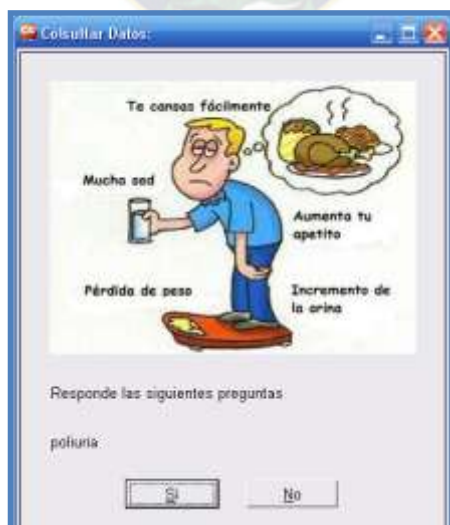 Colsultar Datos:
Te cansas fácilmente
Mucha sed
Aumenta tu
apetito
Pérdida de peso
Incremento de
la orina
Responde las siguientes preguntas
poliuria
Si
No